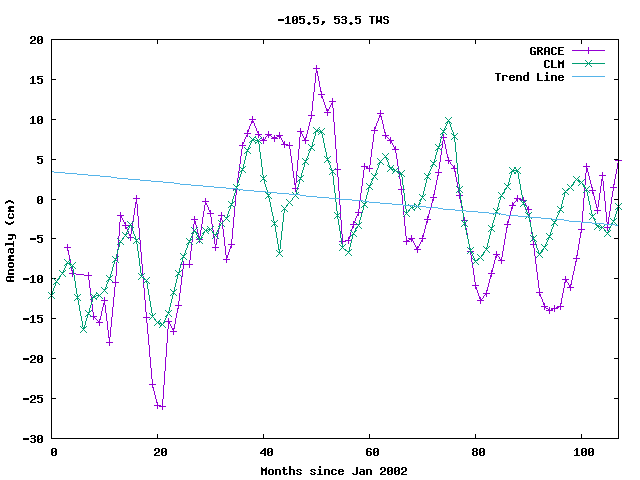 -105.5, 53.5 TWS
GRACE
CLM
Trend Line
20
15
10
5
0
-5
-10
-15
-20
-25
-30
Anomaly (cm)
0 20 40 60 80 100
Months since Jan 2002